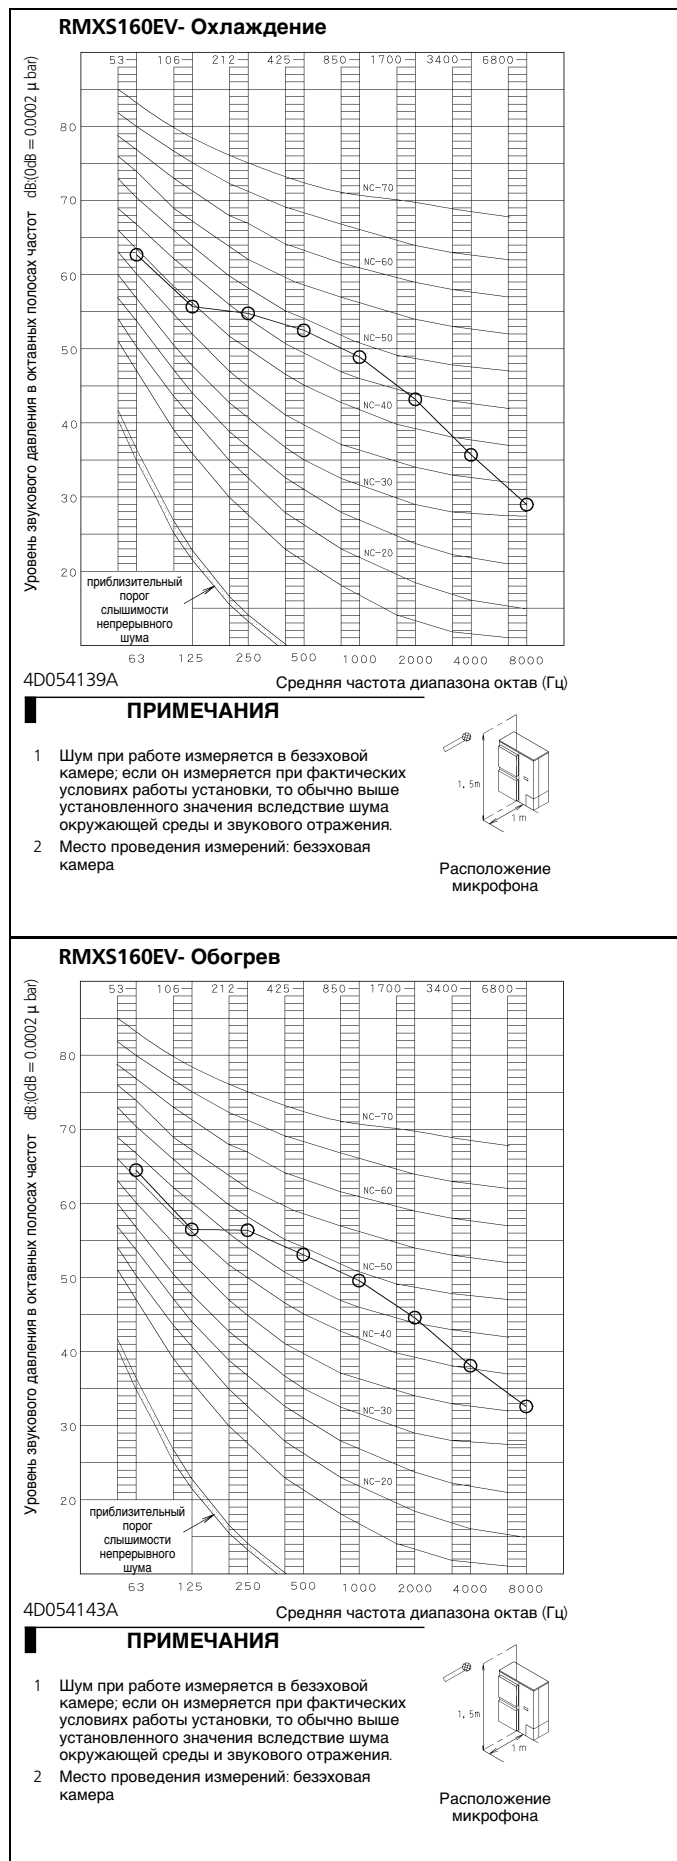 RMXS160EV- Охлаждение
Уровень звукового давления в октавных полосах частот dB:(0dB = 0.0002 µ bar)
53 106 212 425 850 1700 3400 6800
80
70
NC-70
60
NC-60
50
NC-50
40
NC-40
30
NC-30
20
NC-20
приблизительный
порог
слышимости
непрерывного
шума
63 125 250 500 1000 2000 4000 8000
4D054139A
Средняя частота диапазона октав (Гц)
ПРИМЕЧАНИЯ
1 Шум при работе измеряется в безэховой
камере; если он измеряется при фактических
условиях работы установки, то обычно выше
установленного значения вследствие шума
окружающей среды и звукового отражения.
2 Место проведения измерений: безэховая
камера
1.5m
1m
Расположение
микрофона
RMXS160EV- Обогрев
Уровень звукового давления в октавных полосах частот dB:(0dB = 0.0002 µ bar)
53 106 212 425 850 1700 3400 6800
80
70
NC-70
60
NC-60
50
NC-50
40
NC-40
30
NC-30
20
NC-20
приблизительный
порог
слышимости
непрерывного
шума
63 125 250 500 1000 2000 4000 8000
4D054143A
Средняя частота диапазона октав (Гц)
ПРИМЕЧАНИЯ
1 Шум при работе измеряется в безэховой
камере; если он измеряется при фактических
условиях работы установки, то обычно выше
установленного значения вследствие шума
окружающей среды и звукового отражения.
2 Место проведения измерений: безэховая
камера
1.5m
1m
Расположение
микрофона